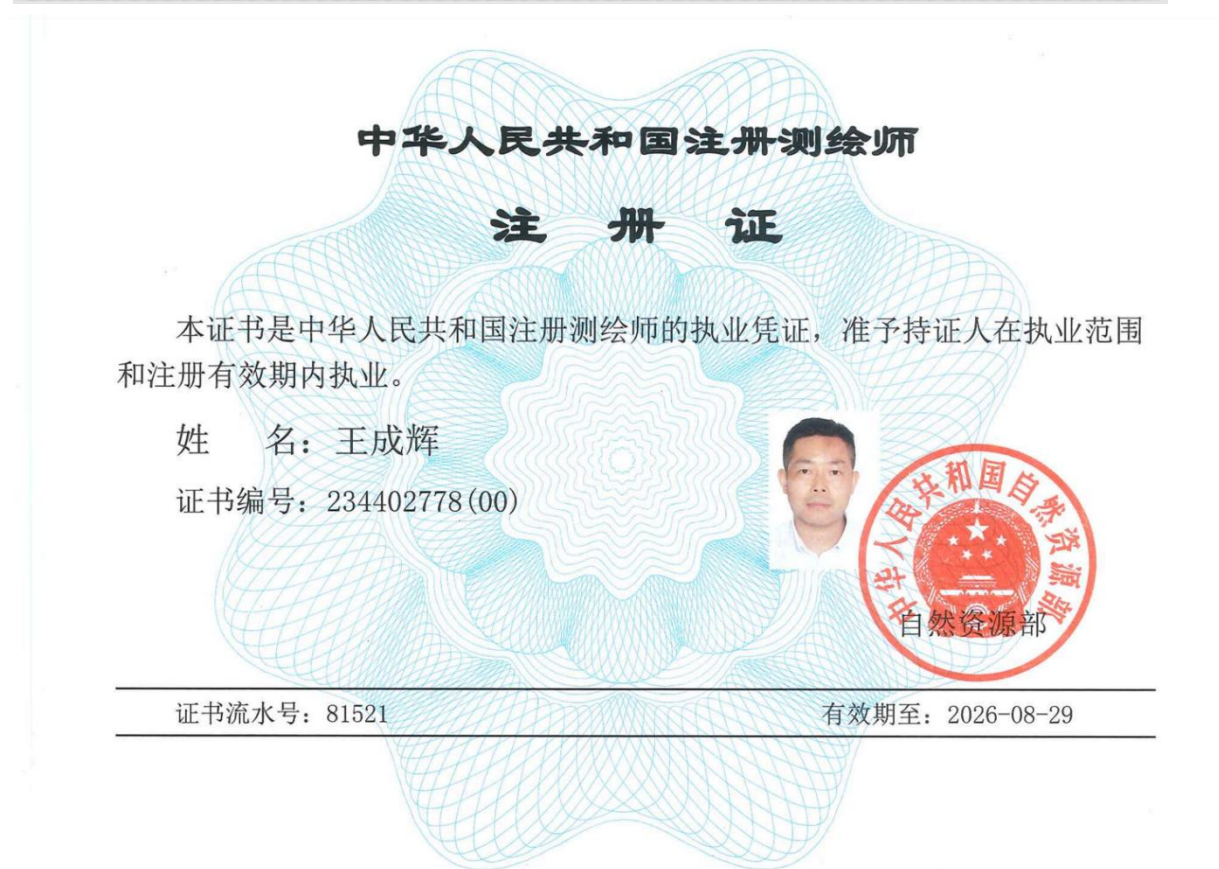 中华人民共和国注册测绘师
注 册 证
本证书是中华人民共和国注册测绘师的执业凭证，准予持证人在执业范围
和注册有效期内执业。
姓 名：王成辉
证书编号：234402778(00)
中华人民共和国自然资源部
自然资源部
证书流水号：81521
有效期至：2026-08-29